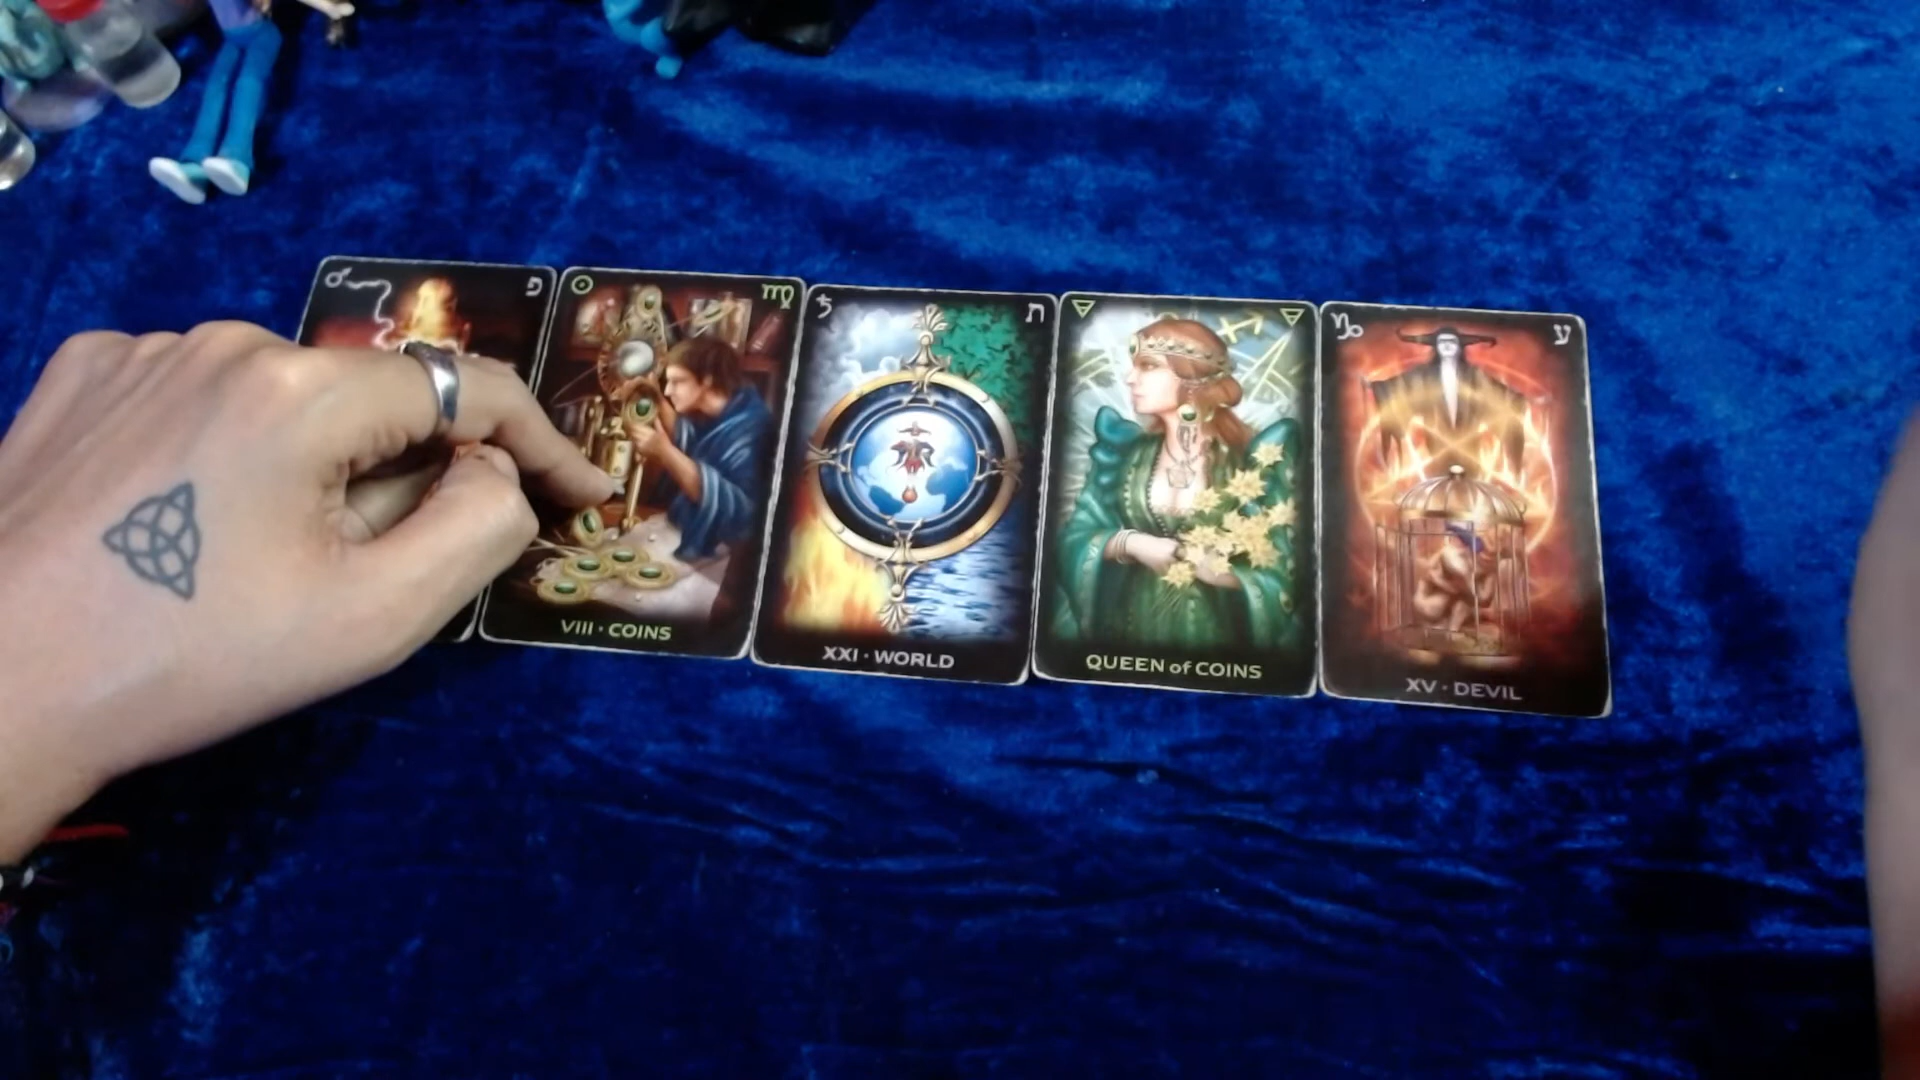 ♂ פ
☉ ♍
♄ ת
🜃 ♐ 🜃
♑ ע
VIII · COINS
XXI · WORLD
QUEEN of COINS
XV · DEVIL